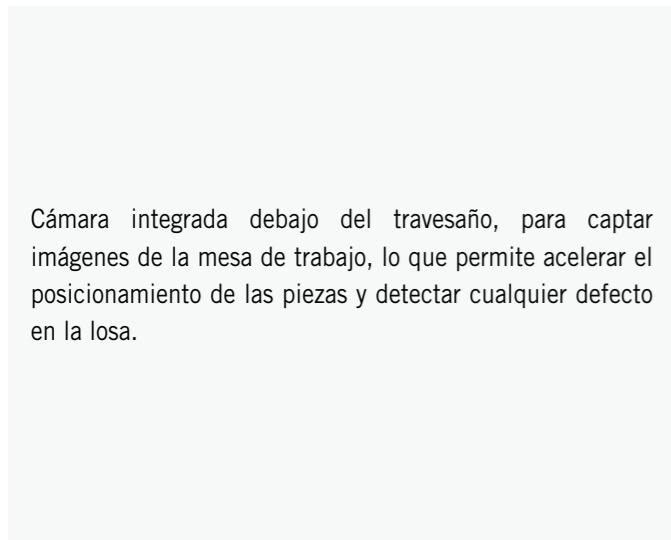 Cámara integrada debajo del travesaño, para captar
imágenes de la mesa de trabajo, lo que permite acelerar el
posicionamiento de las piezas y detectar cualquier defecto
en la losa.